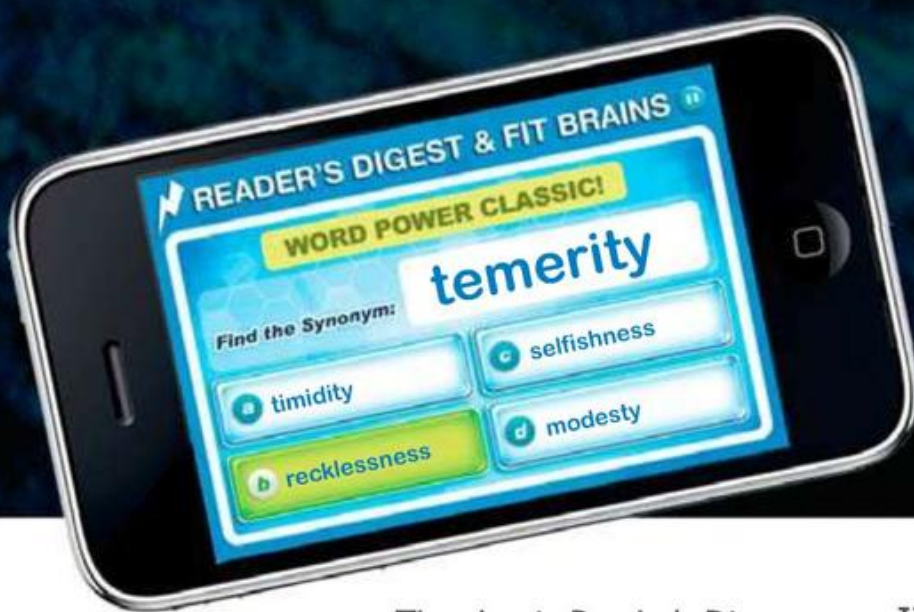 READER'S DIGEST & FIT BRAINS
WORD POWER CLASSIC!
Find the Synonym: temerity
a timidity
b recklessness
c selfishness
d modesty